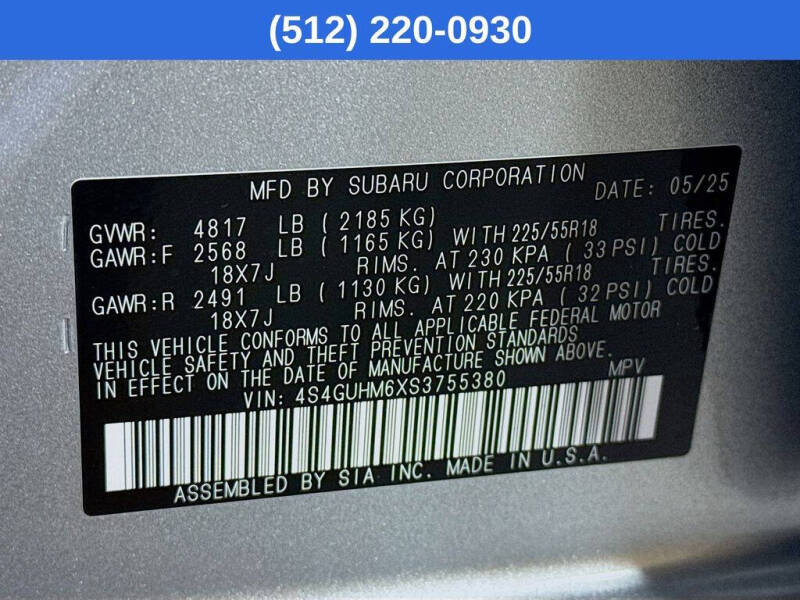 (512) 220-0930
MFD BY SUBARU CORPORATION DATE: 05/25
GVWR: 4817 LB ( 2185 KG)
GAWR:F 2568 LB ( 1165 KG) WITH 225/55R18 TIRES.
18X7J RIMS. AT 230 KPA ( 33 PSI) COLD
GAWR:R 2491 LB ( 1130 KG) WITH 225/55R18 TIRES.
18X7J RIMS. AT 220 KPA ( 32 PSI) COLD
THIS VEHICLE CONFORMS TO ALL APPLICABLE FEDERAL MOTOR
VEHICLE SAFETY AND THEFT PREVENTION STANDARDS
IN EFFECT ON THE DATE OF MANUFACTURE SHOWN ABOVE.
VIN: 4S4GUHM6XS3755380 MPV
ASSEMBLED BY SIA INC. MADE IN U.S.A.